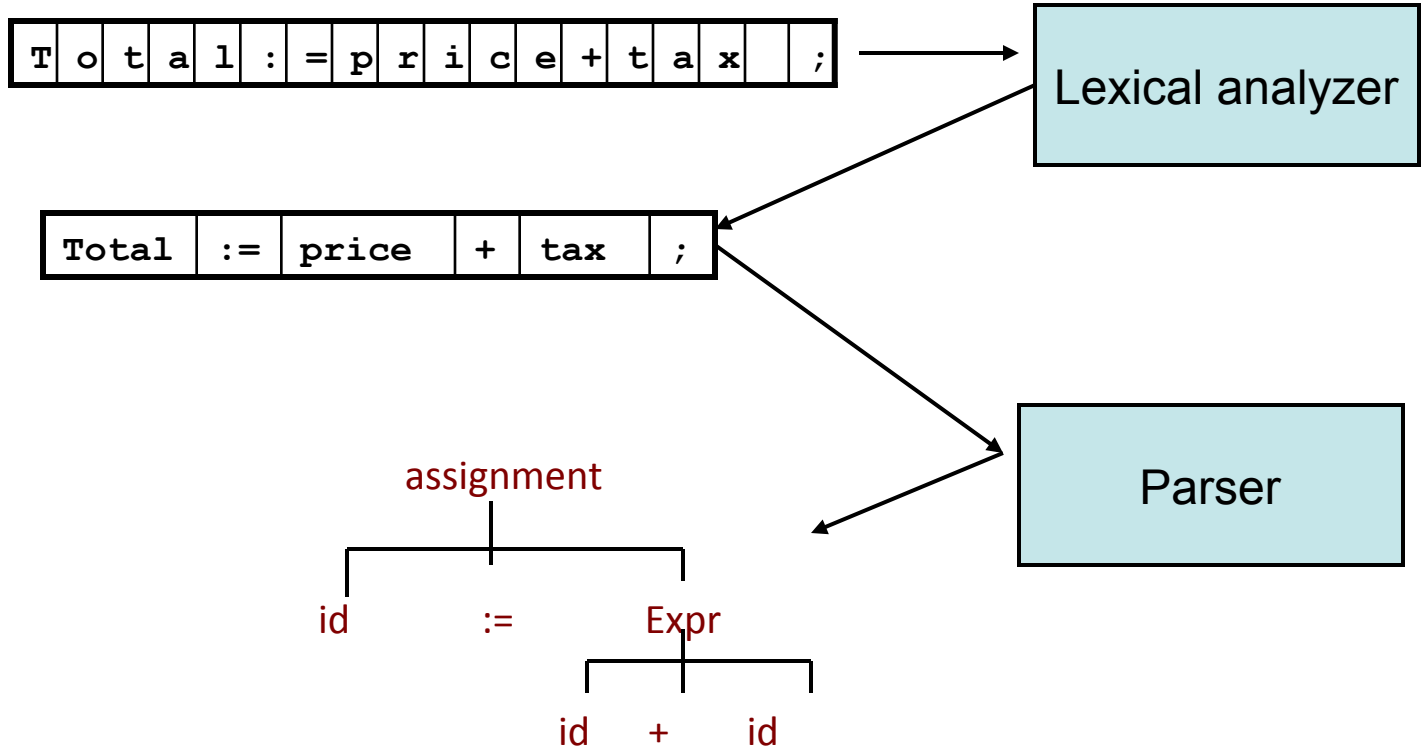 T o t a l : = p r i c e + t a x ;
Lexical analyzer
Total := price + tax ;
Parser
assignment
id := Expr
id + id